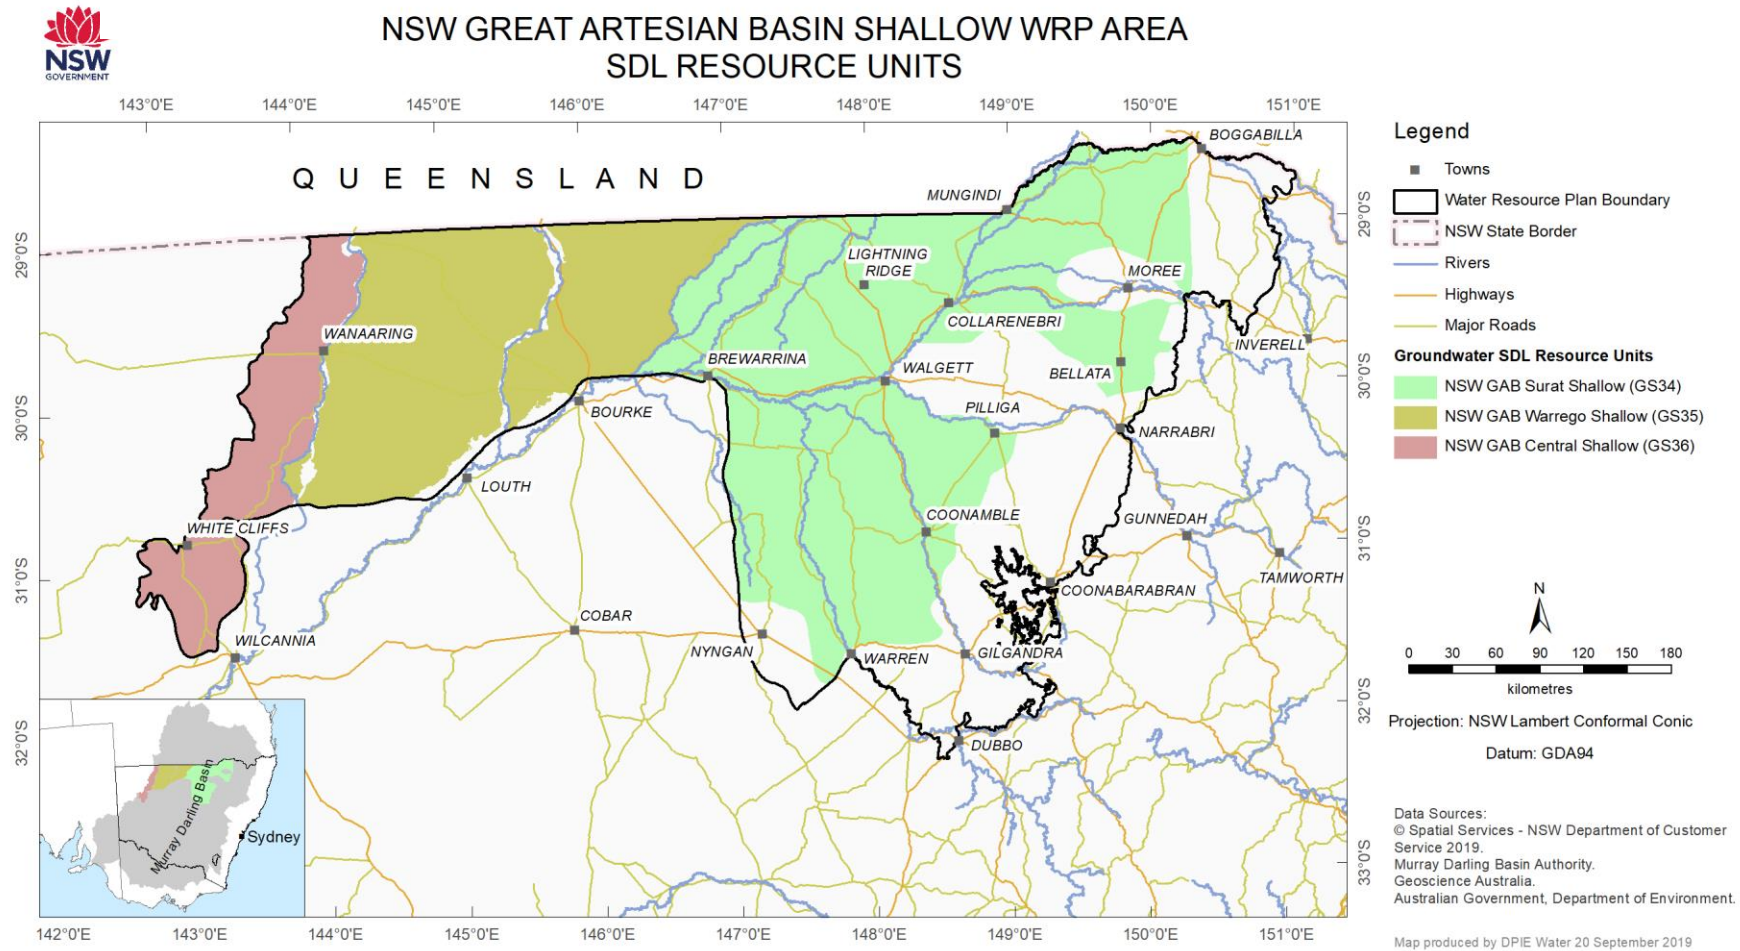 NSW
GOVERNMENT
NSW GREAT ARTESIAN BASIN SHALLOW WRP AREA
SDL RESOURCE UNITS
143°0'E 144°0'E 145°0'E 146°0'E 147°0'E 148°0'E 149°0'E 150°0'E 151°0'E
QUEENSLAND
BOGGABILLA
MUNGINDI
29°S
29°0'S
LIGHTNING
RIDGE
MOREE
COLLARENEBRI
WANAARING
INVERELL
BREWARRINA
WALGETT
BELLATA
30°0'S
30°0'S
BOURKE
PILLIGA
NARRABRI
LOUTH
COONAMBLE
GUNNEDAH
WHITE CLIFFS
31°0'S
31°0'S
TAMWORTH
COONABARABRAN
COBAR
WILCANNIA
NYNGAN
WARREN
GILGANDRA
32°0'S
32°0'S
DUBBO
33°0'S
Murray Darling Basin
Sydney
142°0'E 143°0'E 144°0'E 145°0'E 146°0'E 147°0'E 148°0'E 149°0'E 150°0'E 151°0'E
Legend
Towns
Water Resource Plan Boundary
NSW State Border
Rivers
Highways
Major Roads
Groundwater SDL Resource Units
NSW GAB Surat Shallow (GS34)
NSW GAB Warrego Shallow (GS35)
NSW GAB Central Shallow (GS36)
N
0 30 60 90 120 150 180
kilometres
Projection: NSW Lambert Conformal Conic
Datum: GDA94
Data Sources:
© Spatial Services - NSW Department of Customer
Service 2019.
Murray Darling Basin Authority.
Geoscience Australia.
Australian Government, Department of Environment.
Map produced by DPIE Water 20 September 2019